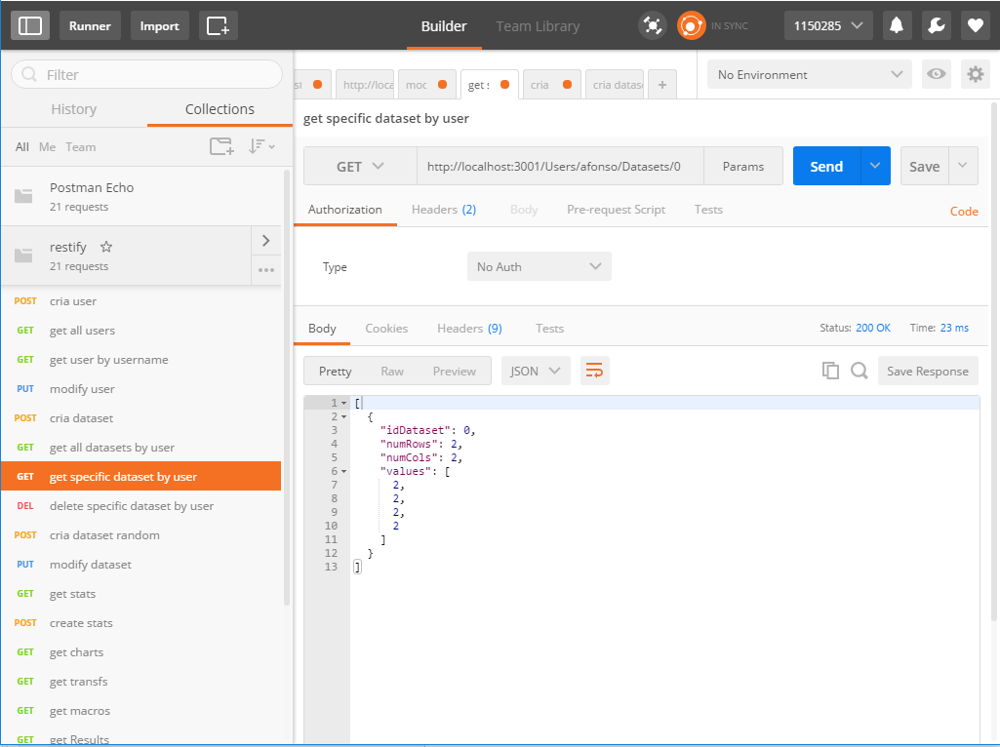 Runner Import Builder Team Library IN SYNC 1150285
Filter
History Collections
All Me Team
Postman Echo
21 requests
restify
21 requests
POST cria user
GET get all users
GET get user by username
PUT modify user
POST cria dataset
GET get all datasets by user
GET get specific dataset by user
DEL delete specific dataset by user
POST cria dataset random
PUT modify dataset
GET get stats
POST create stats
GET get charts
GET get transfs
GET get macros
GET get Results
http://loca moc get s cria cria datase +
No Environment
get specific dataset by user
GET http://localhost:3001/Users/afonso/Datasets/0 Params Send Save
Authorization Headers (2) Body Pre-request Script Tests Code
Type No Auth
Body Cookies Headers (9) Tests Status: 200 OK Time: 23 ms
Pretty Raw Preview JSON Save Response
1 [
2 {
3 "idDataset": 0,
4 "numRows": 2,
5 "numCols": 2,
6 "values": [
7 2,
8 2,
9 2,
10 2
11 ]
12 }
13 ]